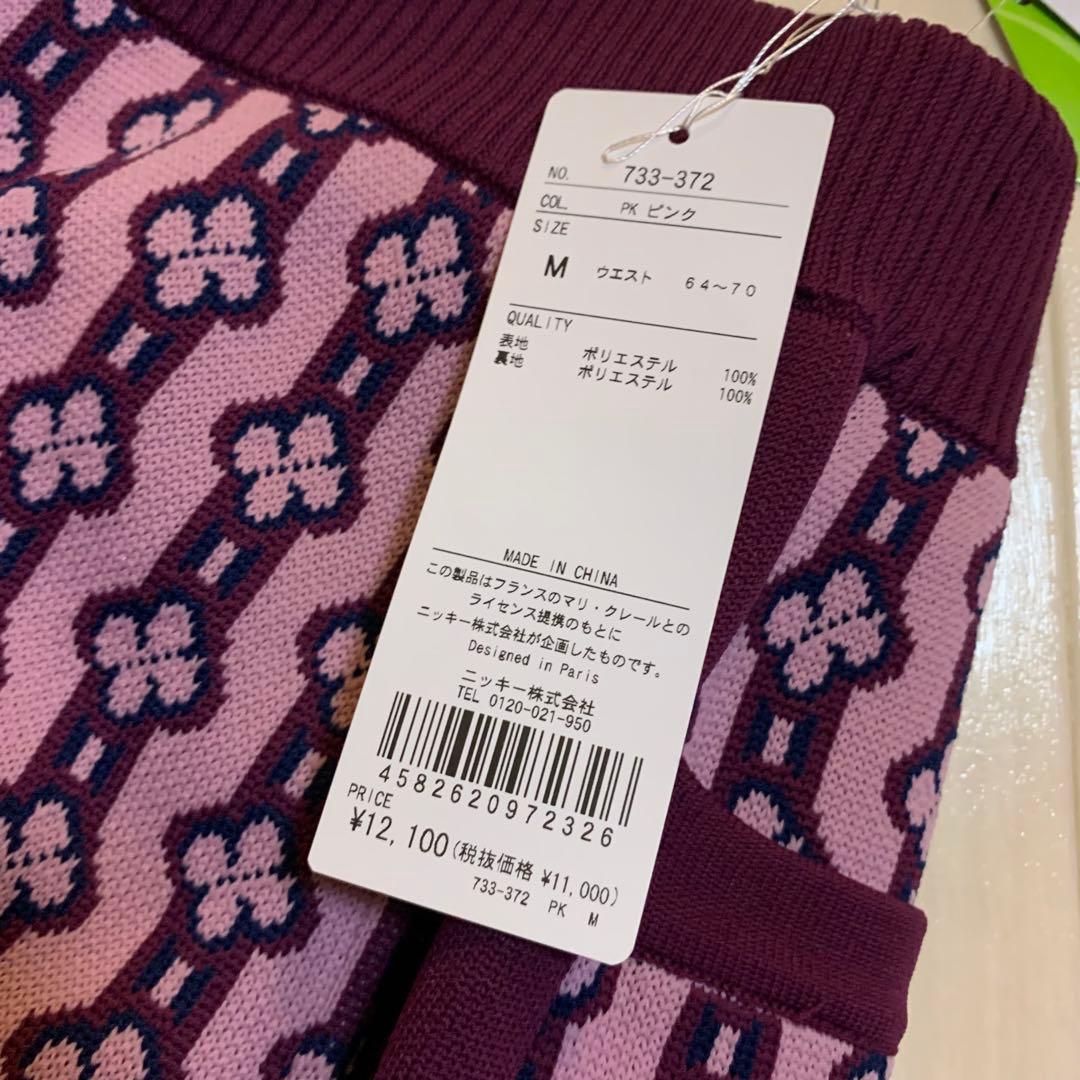 NO. 733-372
COL. PK ピンク
SIZE
M ウエスト 64～70
QUALITY
表地 ポリエステル 100%
裏地 ポリエステル 100%
MADE IN CHINA
この製品はフランスのマリ・クレールとの
ライセンス提携のもとに
ニッキー株式会社が企画したものです。
Designed in Paris
ニッキー株式会社
TEL 0120-021-950
4582620972326
PRICE
¥12,100(税抜価格 ¥11,000)
733-372 PK M